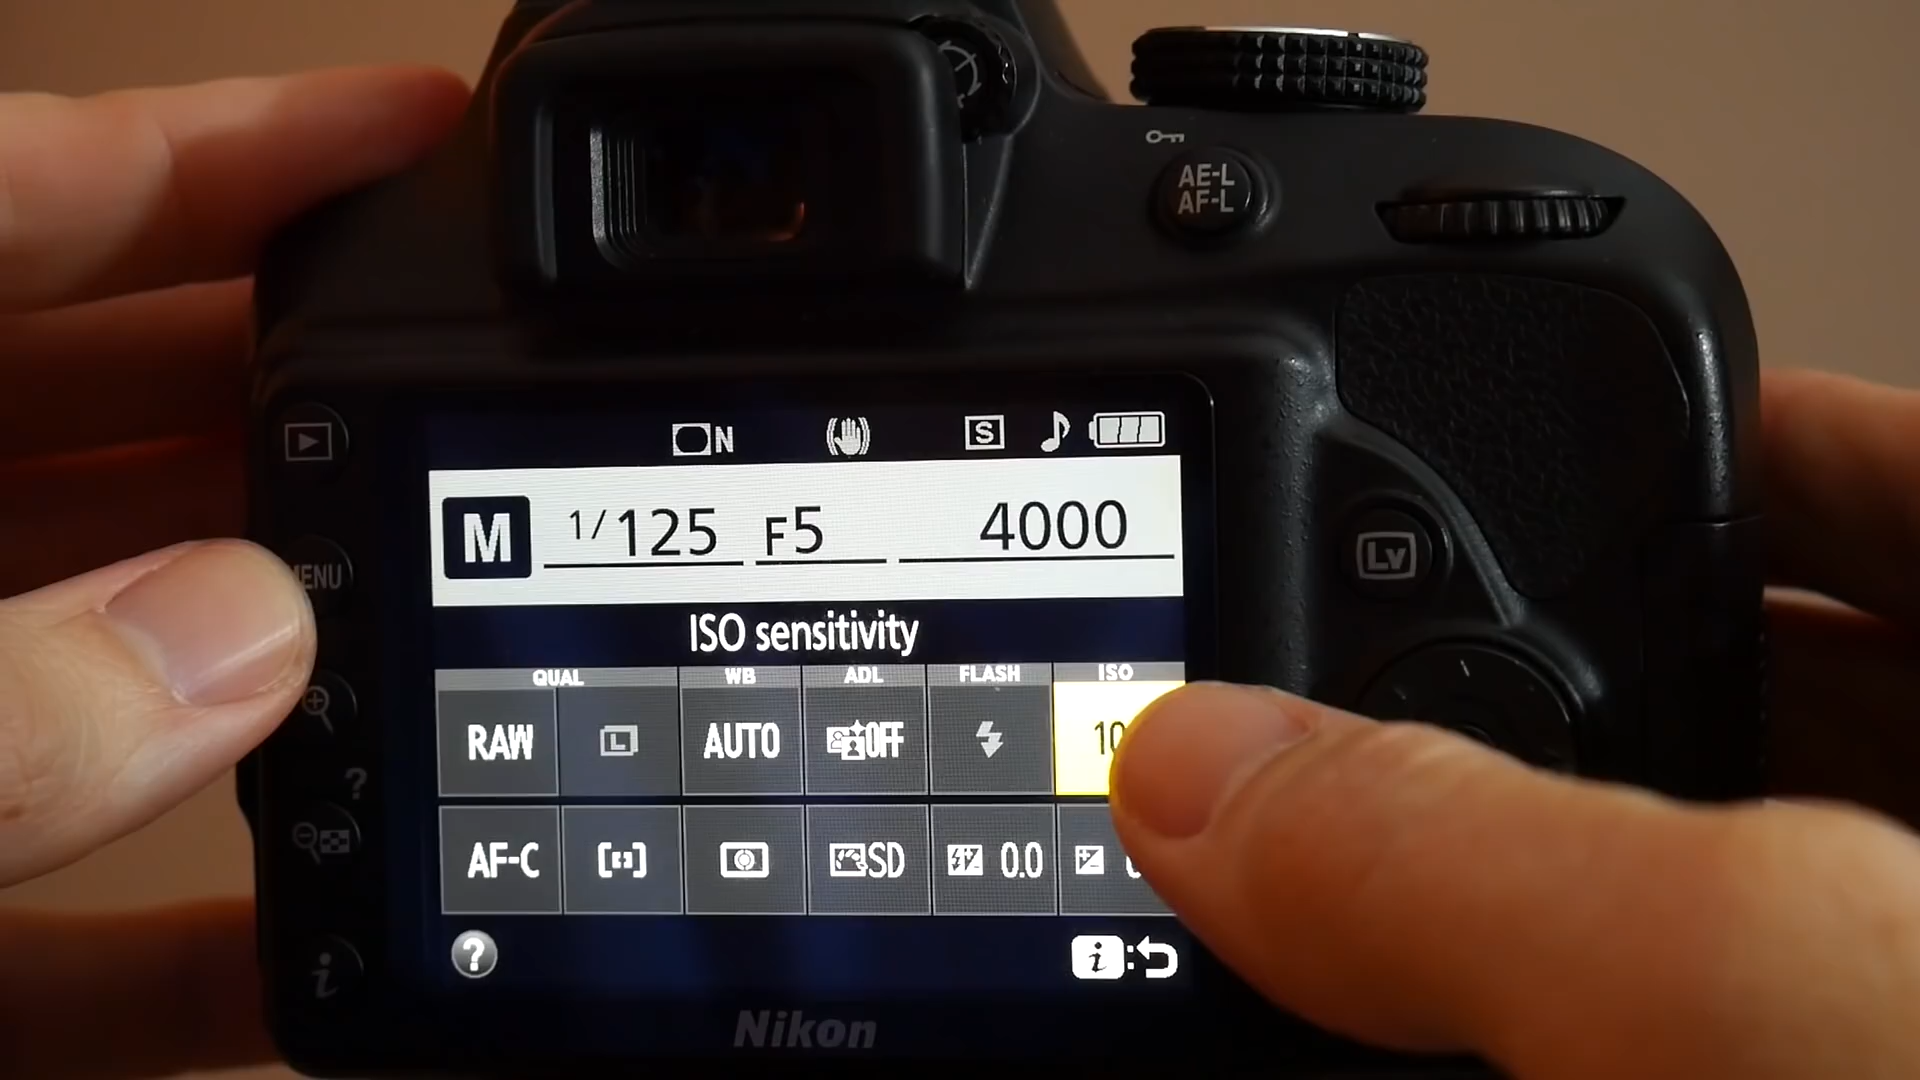 AE-L
AF-L
N S
M 1/125 F5 4000
ISO sensitivity
QUAL WB ADL FLASH ISO
RAW L AUTO OFF
AF-C SD 0.0
? i
MENU
?
i
Lv
Nikon